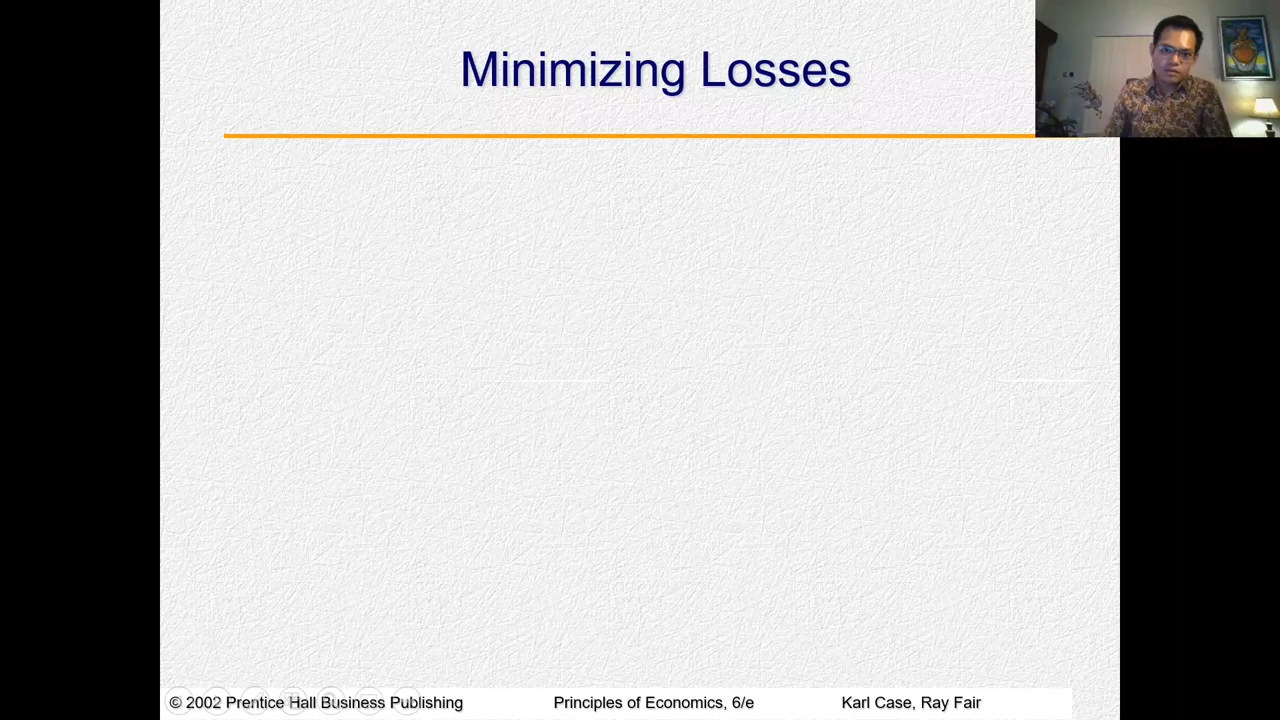 Minimizing Losses
© 2002 Prentice Hall Business Publishing Principles of Economics, 6/e Karl Case, Ray Fair